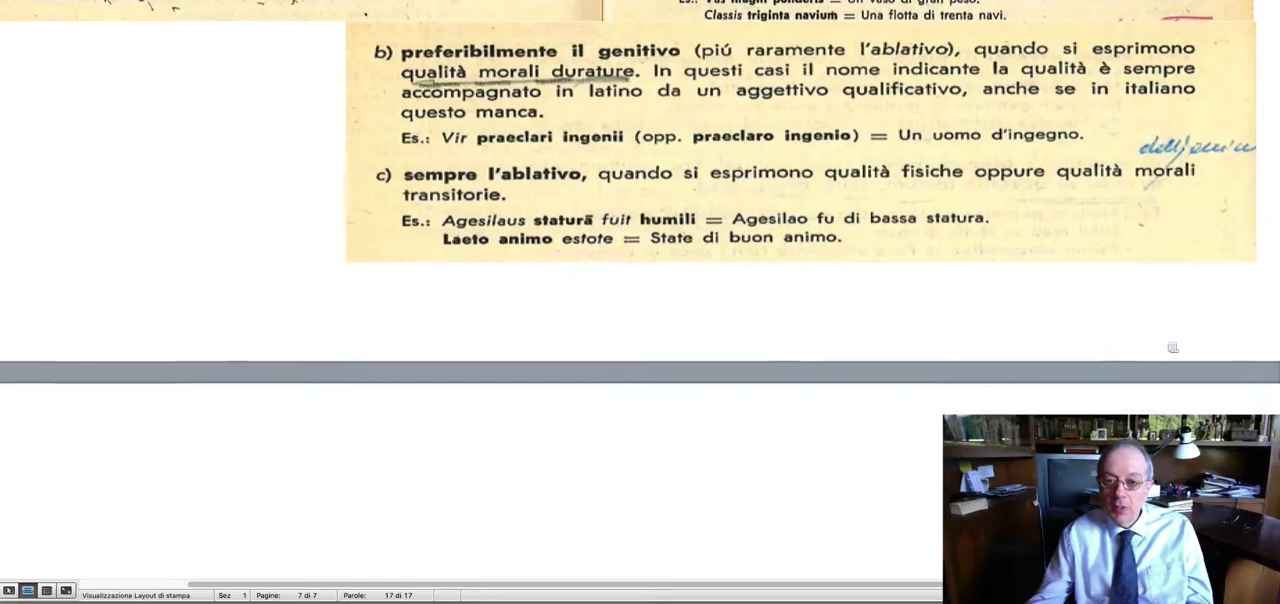 Classis triginta navium = Una flotta di trenta navi.
b) preferibilmente il genitivo (piú raramente l'ablativo), quando si esprimono
qualità morali durature. In questi casi il nome indicante la qualità è sempre
accompagnato in latino da un aggettivo qualificativo, anche se in italiano
questo manca.
Es.: Vir praeclari ingenii (opp. praeclaro ingenio) = Un uomo d'ingegno.
c) sempre l'ablativo, quando si esprimono qualità fisiche oppure qualità morali
transitorie.
Es.: Agesilaus staturā fuit humili = Agesilao fu di bassa statura.
Laeto animo estote = State di buon animo.
Visualizzazione Layout di stampa Sez 1 Pagine: 7 di 7 Parole: 17 di 17